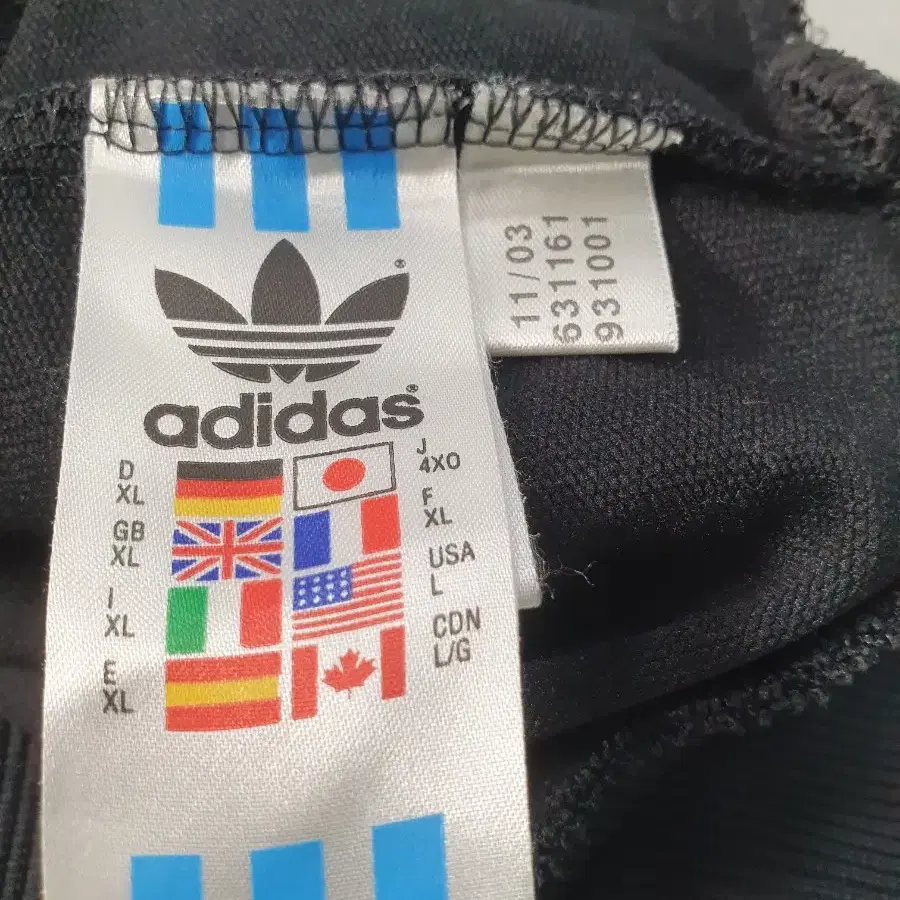 adidas
D
XL
GB
XL
I
XL
E
XL
J
4XO
F
XL
USA
L
CDN
L/G
11/03
631161
931001